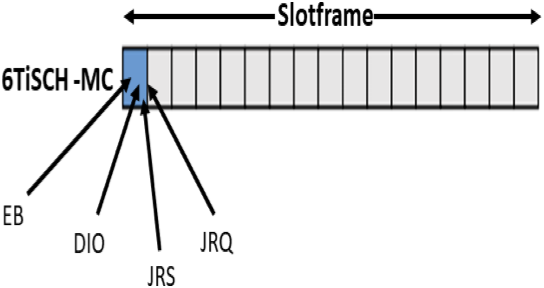 Slotframe
6TiSCH -MC
EB
DIO
JRQ
JRS